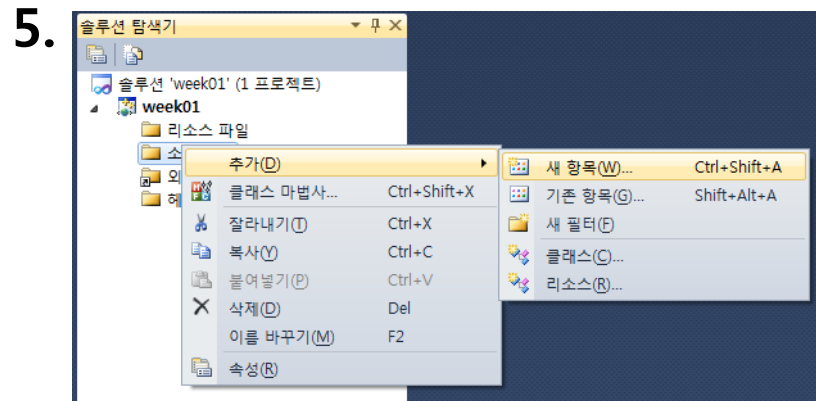 5.
솔루션 탐색기
솔루션 'week01' (1 프로젝트)
week01
리소스 파일
소
외
헤
추가(D)
클래스 마법사... Ctrl+Shift+X
잘라내기(T) Ctrl+X
복사(Y) Ctrl+C
붙여넣기(P) Ctrl+V
삭제(D) Del
이름 바꾸기(M) F2
속성(R)
새 항목(W)... Ctrl+Shift+A
기존 항목(G)... Shift+Alt+A
새 필터(F)
클래스(C)...
리소스(R)...